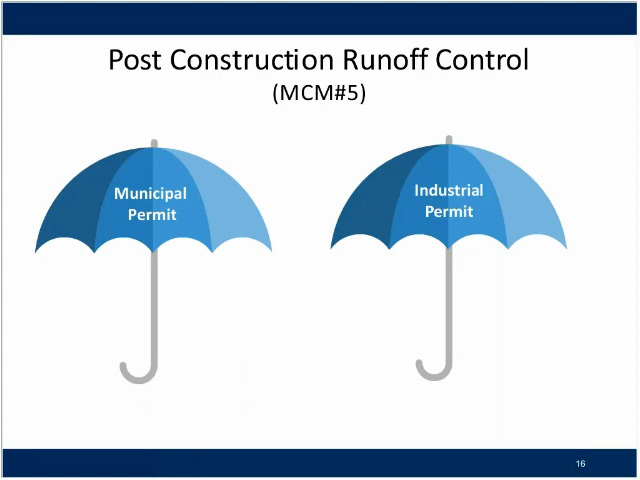 Post Construction Runoff Control
(MCM#5)
Municipal
Permit
Industrial
Permit
16